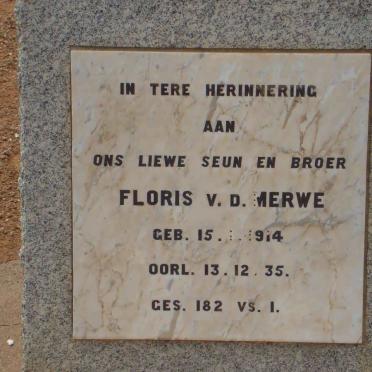 IN TERE HERINNERING
AAN
ONS LIEWE SEUN EN BROER
FLORIS V. D. MERWE
GEB. 15. 1914
OORL. 13. 12. 35.
GES. 182 VS. 1.